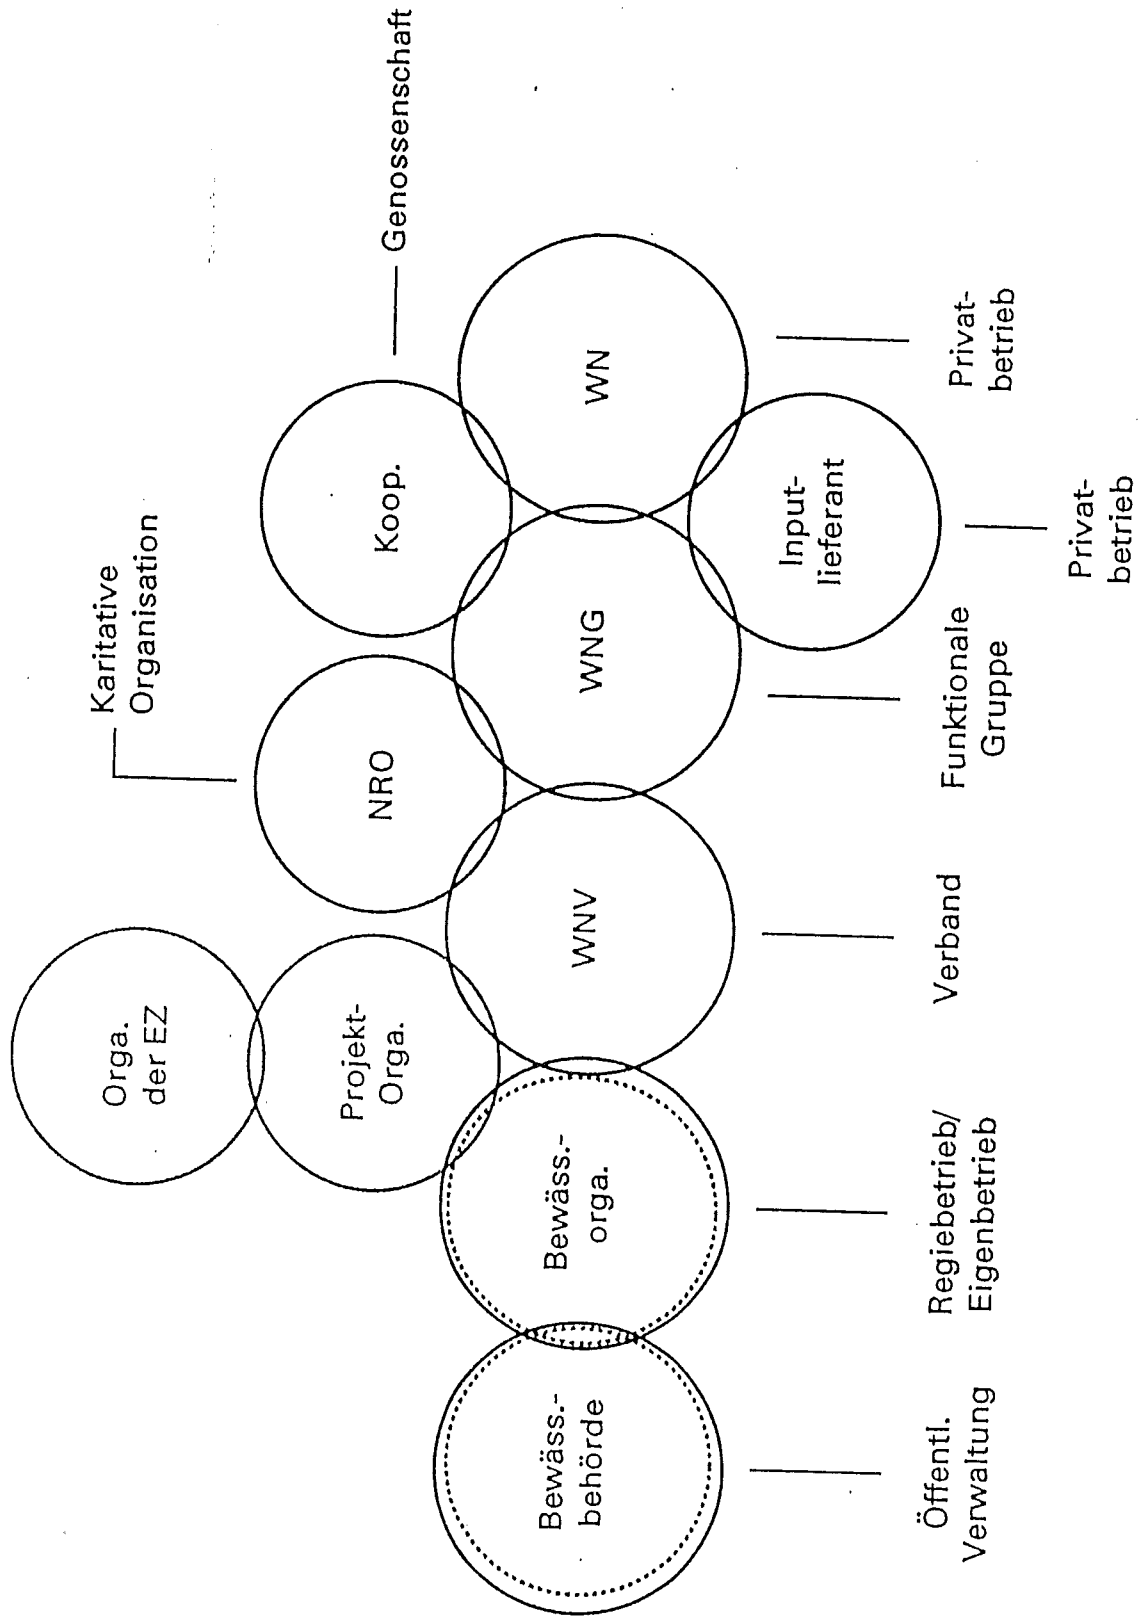 Orga.
der EZ
Karitative
Organisation
Genossenschaft
Projekt-
Orga.
NRO
Koop.
Bewäss.-
behörde
Bewäss.-
orga.
WNV
WNG
WN
Input-
lieferant
Öffentl.
Verwaltung
Regiebetrieb/
Eigenbetrieb
Verband
Funktionale
Gruppe
Privat-
betrieb
Privat-
betrieb